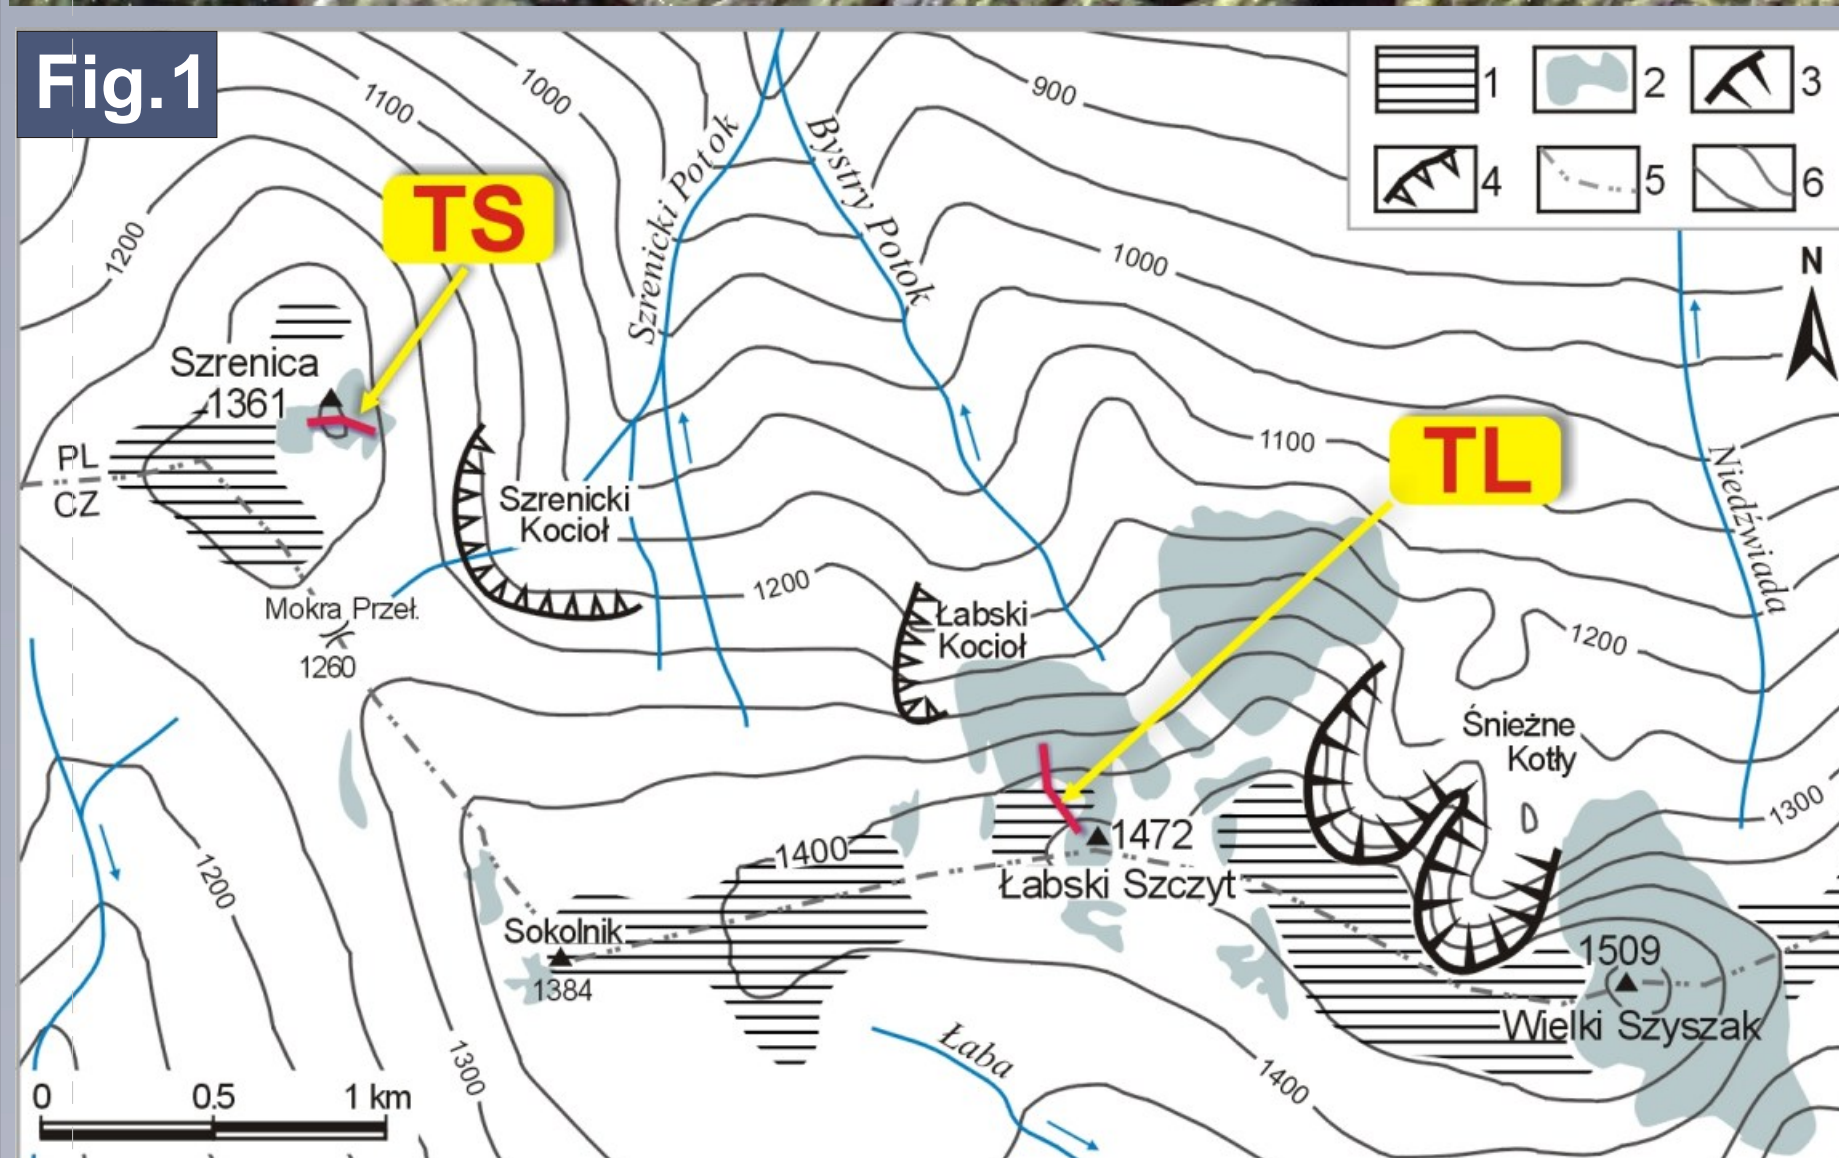 Fig.1
1
2
3
4
5
6
N
TS
TL
900
1000
1100
1200
Szrenicki Potok
Bystry Potok
1000
1100
1200
Niedźwiada
Szrenica
1361
PL
CZ
Szrenicki
Kocioł
Mokra Przeł.
1260
1200
Łabski
Kocioł
Śnieżne
Kotły
1300
1200
1400
1472
Łabski Szczyt
Sokolnik
1384
1509
Wielki Szyszak
Łaba
1300
1400
0
0.5
1 km